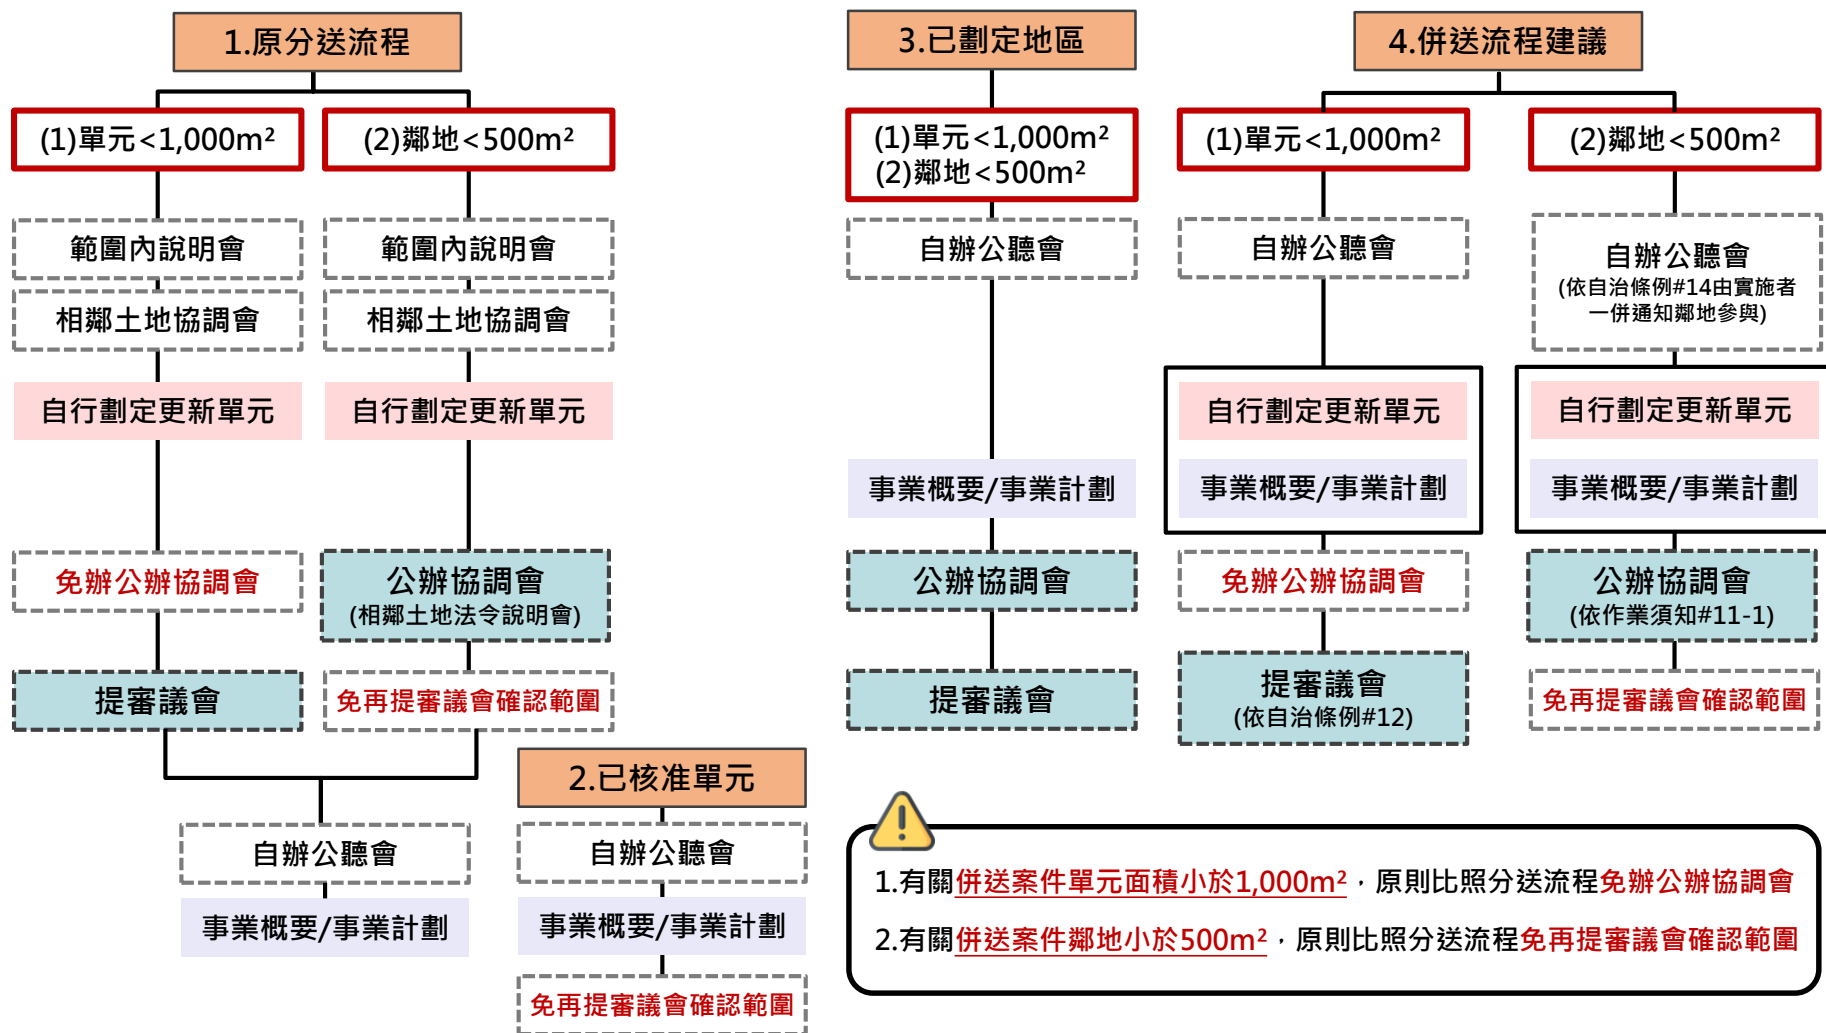 1.原分送流程
(1)單元<1,000m²
(2)鄰地<500m²
範圍內說明會
範圍內說明會
相鄰土地協調會
相鄰土地協調會
自行劃定更新單元
自行劃定更新單元
免辦公辦協調會
公辦協調會
(相鄰土地法令說明會)
提審議會
免再提審議會確認範圍
自辦公聽會
事業概要/事業計劃
2.已核准單元
自辦公聽會
事業概要/事業計劃
免再提審議會確認範圍
3.已劃定地區
(1)單元<1,000m²
(2)鄰地<500m²
自辦公聽會
事業概要/事業計劃
公辦協調會
提審議會
4.併送流程建議
(1)單元<1,000m²
(2)鄰地<500m²
自辦公聽會
自辦公聽會
(依自治條例#14由實施者
一併通知鄰地參與)
自行劃定更新單元
自行劃定更新單元
事業概要/事業計劃
事業概要/事業計劃
免辦公辦協調會
公辦協調會
(依作業須知#11-1)
提審議會
(依自治條例#12)
免再提審議會確認範圍
1.有關併送案件單元面積小於1,000m²，原則比照分送流程免辦公辦協調會
2.有關併送案件鄰地小於500m²，原則比照分送流程免再提審議會確認範圍